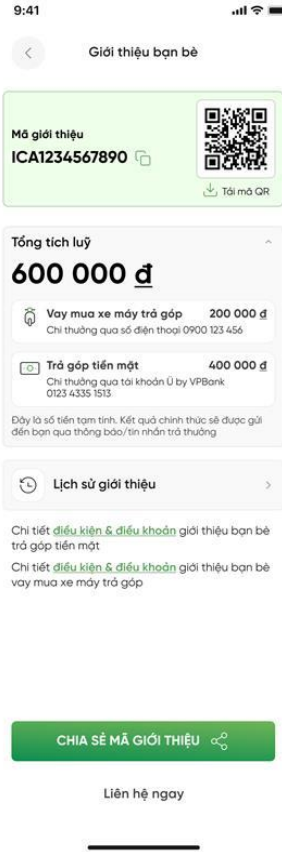 9:41
Giới thiệu bạn bè
Mã giới thiệu
ICA1234567890
Tải mã QR
Tổng tích luỹ
600 000 đ
Vay mua xe máy trả góp 200 000 đ
Chi thưởng qua số điện thoại 0900 123 456
Trả góp tiền mặt 400 000 đ
Chi thưởng qua tài khoản Ü by VPBank
0123 4335 1513
Đây là số tiền tạm tính. Kết quả chính thức sẽ được gửi
đến bạn qua thông báo/tin nhắn trả thưởng
Lịch sử giới thiệu
Chi tiết điều kiện & điều khoản giới thiệu bạn bè
trả góp tiền mặt
Chi tiết điều kiện & điều khoản giới thiệu bạn bè
vay mua xe máy trả góp
CHIA SẺ MÃ GIỚI THIỆU
Liên hệ ngay